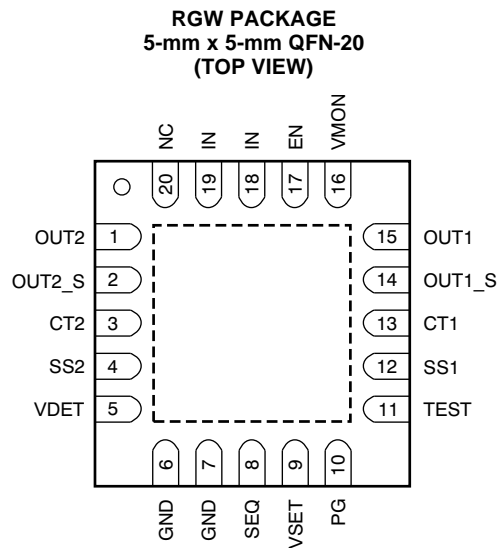 RGW PACKAGE
5-mm x 5-mm QFN-20
(TOP VIEW)
NC IN IN EN VMON
20 19 18 17 16
OUT2 1 15 OUT1
OUT2_S 2 14 OUT1_S
CT2 3 13 CT1
SS2 4 12 SS1
VDET 5 11 TEST
6 7 8 9 10
GND GND SEQ VSET PG